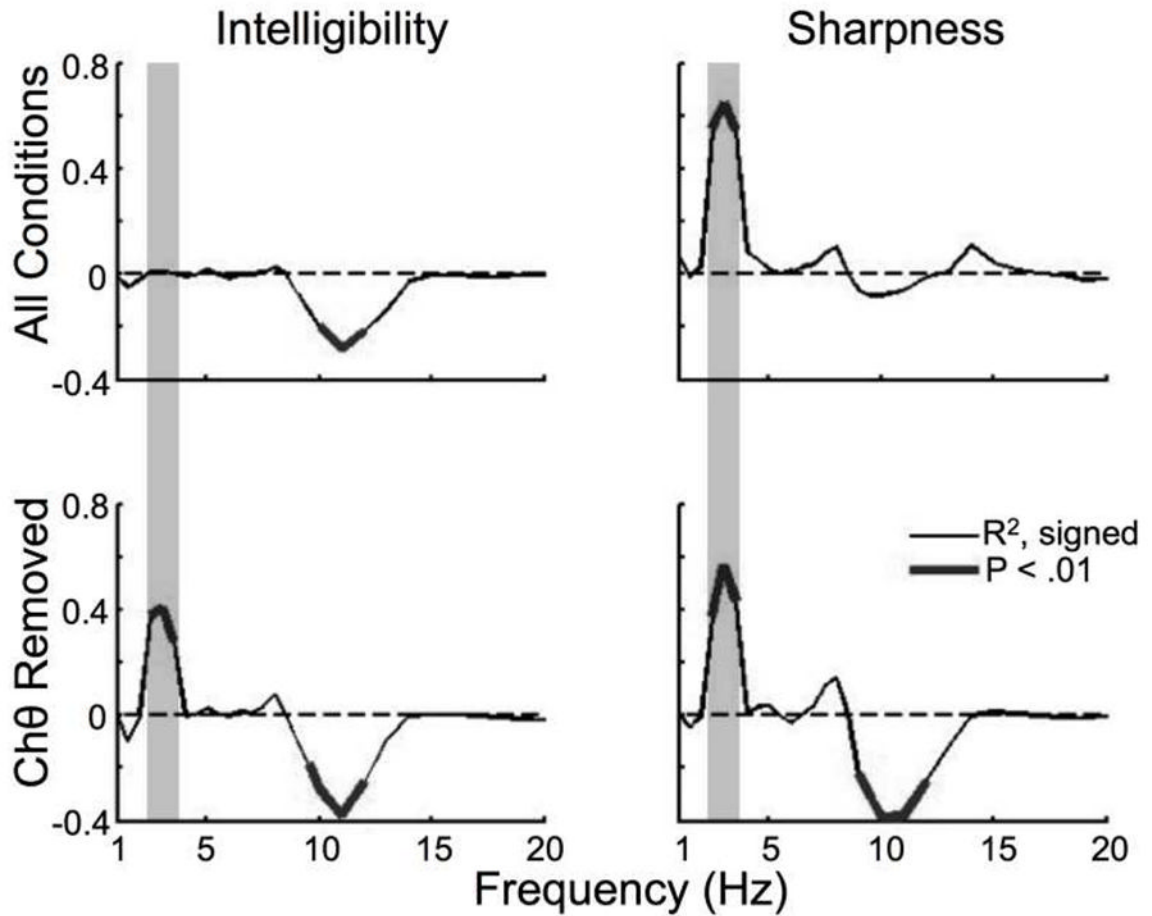 Intelligibility
Sharpness
All Conditions
0.8
0.4
0
-0.4
Chθ Removed
0.8
0.4
0
-0.4
R², signed
P < .01
1 5 10 15 20
1 5 10 15 20
Frequency (Hz)